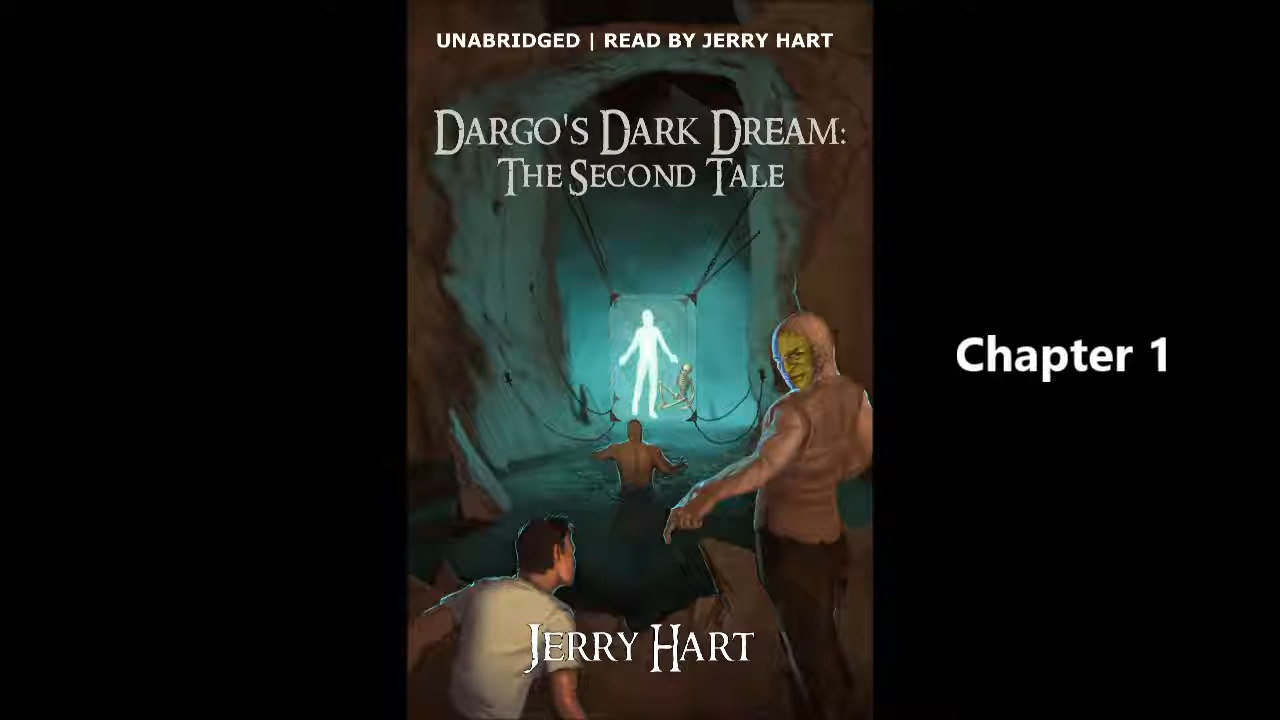 UNABRIDGED | READ BY JERRY HART
DARGO'S DARK DREAM:
THE SECOND TALE
Chapter 1
JERRY HART